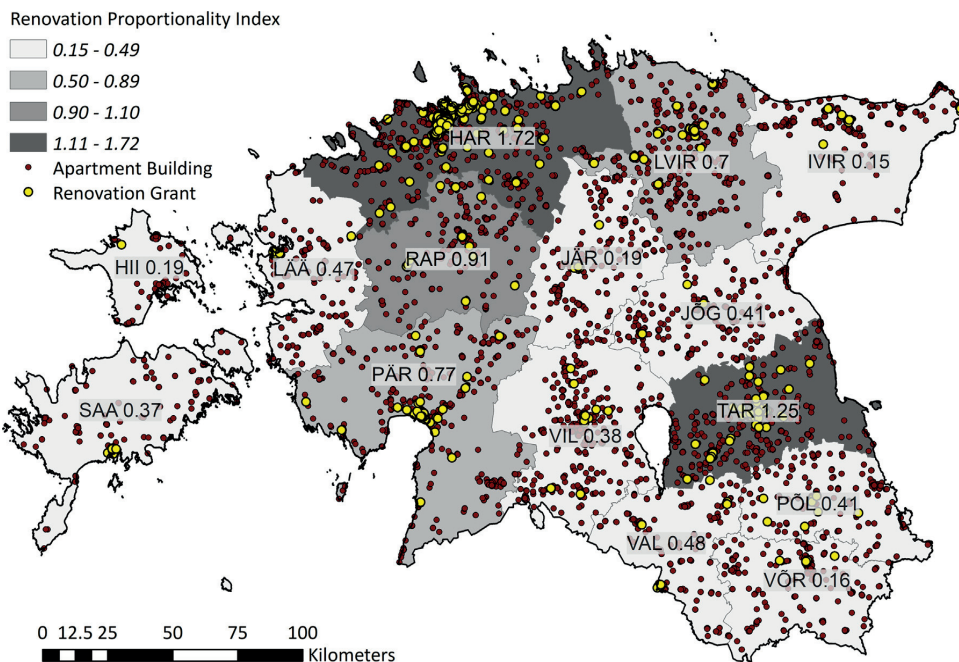 Renovation Proportionality Index
0.15 - 0.49
0.50 - 0.89
0.90 - 1.10
1.11 - 1.72
Apartment Building
Renovation Grant
HAR 1.72
LVIR 0.7
IVIR 0.15
HII 0.19
LÄÄ 0.47
RAP 0.91
JÄR 0.19
JÕG 0.41
SAA 0.37
PÄR 0.77
VIL 0.38
TAR 1.25
PÕL 0.41
VAL 0.48
VÕR 0.16
0 12.5 25 50 75 100
Kilometers